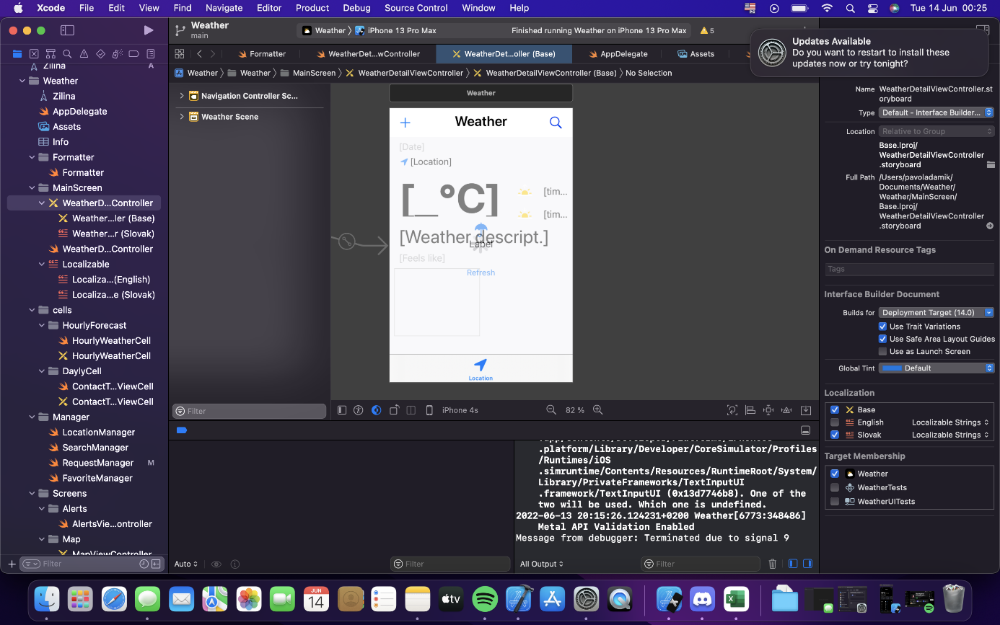 Xcode File Edit View Find Navigate Editor Product Debug Source Control Window Help Tue 14 Jun 00:25
Weather
main
Weather iPhone 13 Pro Max Finished running Weather on iPhone 13 Pro Max 5
Updates Available
Do you want to restart to install these
updates now or try tonight?
Formatter WeatherDet...wController WeatherDet...oller (Base) AppDelegate Assets
Weather Weather MainScreen WeatherDetailViewController WeatherDetailViewController (Base) No Selection
Zilina A
Weather
Zilina
AppDelegate
Assets
Info
Formatter
Formatter
MainScreen
WeatherD...Controller
Weather...ler (Base)
Weather...r (Slovak)
WeatherD...Controller
Localizable
Localiza...(English)
Localiza...e (Slovak)
cells
HourlyForecast
HourlyWeatherCell
HourlyWeatherCell
DaylyCell
ContactT...ViewCell
ContactT...ViewCell
Manager
LocationManager
SearchManager
RequestManager M
FavoriteManager
Screens
Alerts
AlertsVie...ontroller
Map
MapViewController
Filter
Navigation Controller Sc...
Weather Scene
Filter
Weather
Weather
[Date]
[Location]
[__°C]
[tim...
[tim...
[Weather descript.]
Label
[Feels like]
Refresh
Location
iPhone 4s 82 %
Auto
Filter
.platform/Library/Developer/CoreSimulator/Profiles
/Runtimes/iOS
.simruntime/Contents/Resources/RuntimeRoot/System/
Library/PrivateFrameworks/TextInputUI
.framework/TextInputUI (0x13d7746b8). One of the
two will be used. Which one is undefined.
2022-06-13 20:15:26.124231+0200 Weather[6773:348486]
Metal API Validation Enabled
Message from debugger: Terminated due to signal 9
All Output
Filter
Name WeatherDetailViewController.st
oryboard
Type Default - Interface Builder...
Location Relative to Group
Base.lproj/
WeatherDetailViewController
.storyboard
Full Path /Users/pavoladamik/
Documents/Weather/
Weather/MainScreen/
Base.lproj/
WeatherDetailViewController
.storyboard
On Demand Resource Tags
Tags
Interface Builder Document
Builds for Deployment Target (14.0)
Use Trait Variations
Use Safe Area Layout Guides
Use as Launch Screen
Global Tint Default
Localization
Base
English Localizable Strings
Slovak Localizable Strings
Target Membership
Weather
WeatherTests
WeatherUITests
JUN
14
tv